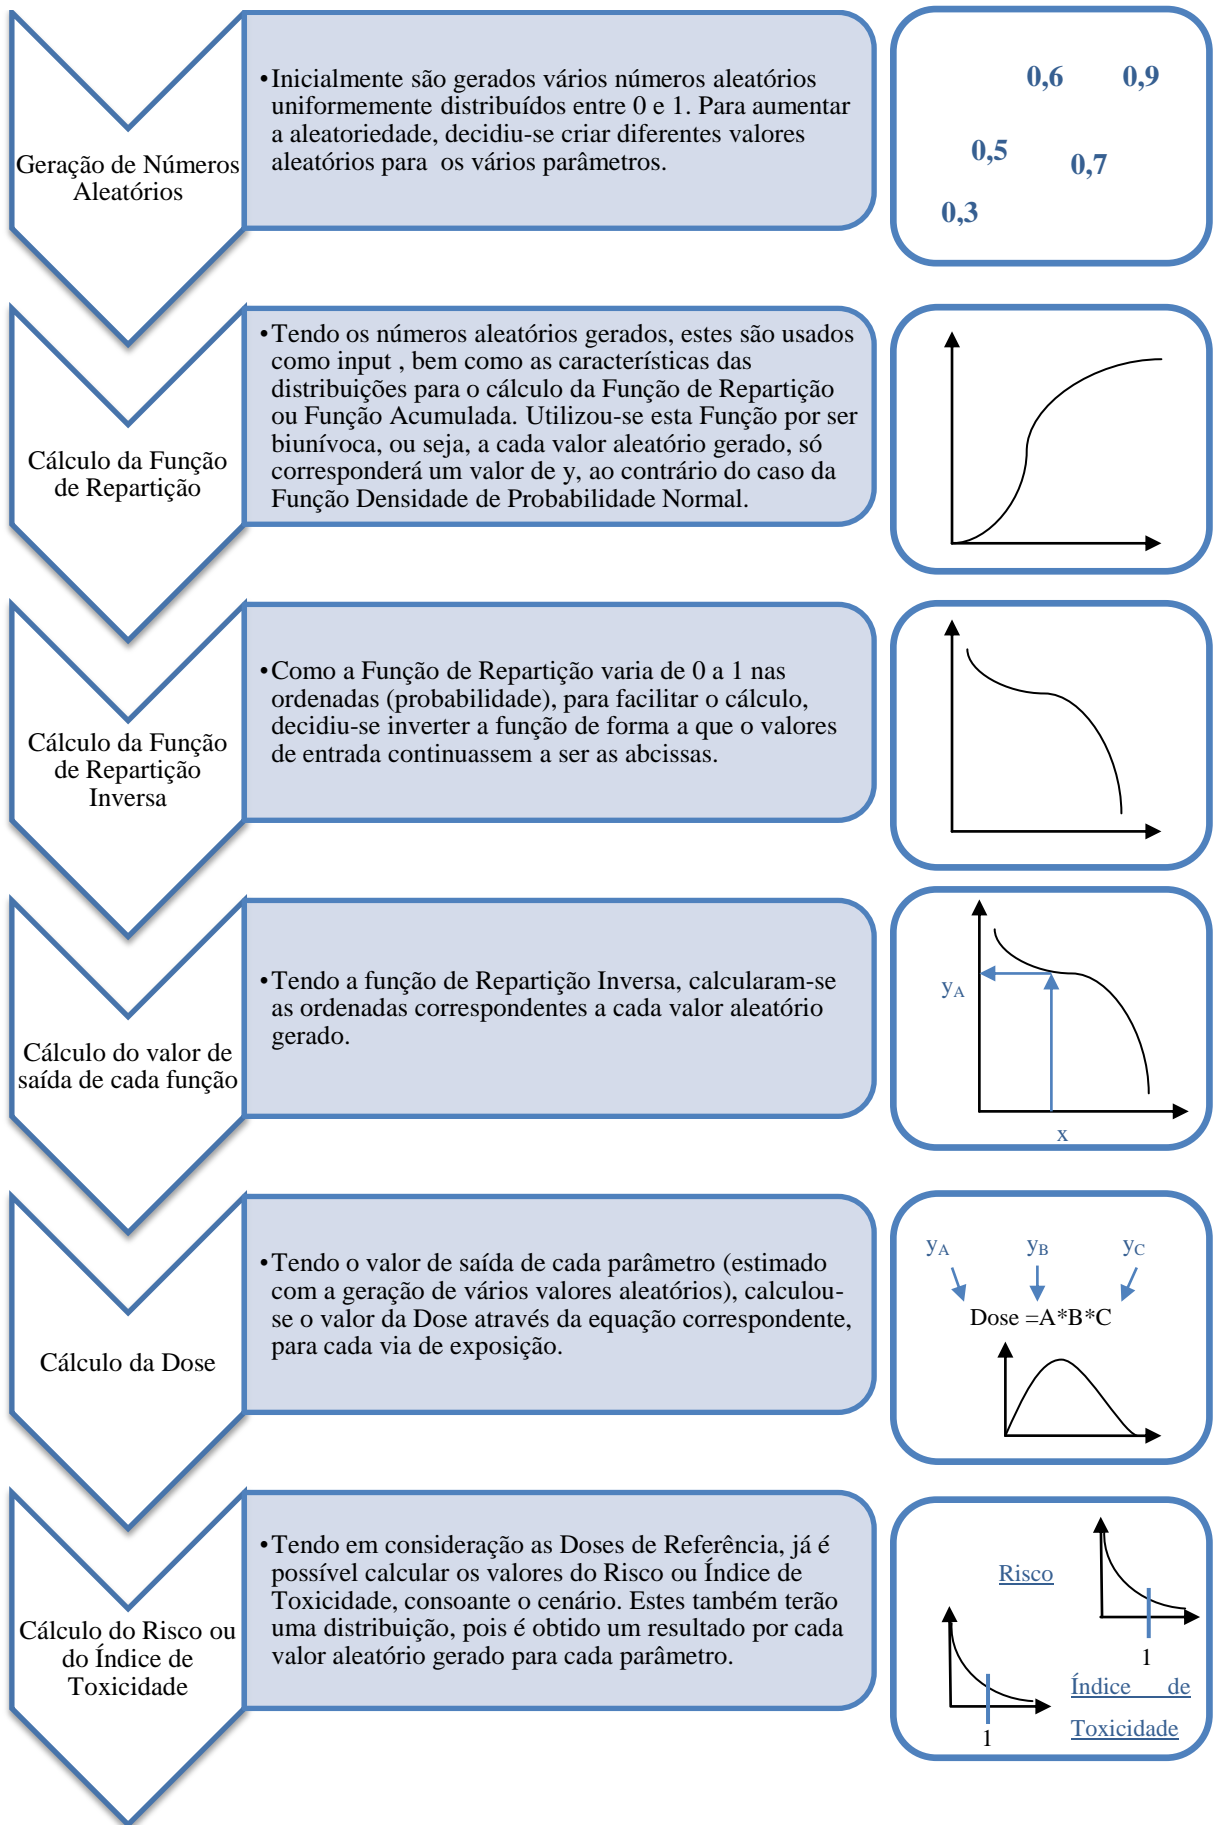 Geração de Números
Aleatórios
•Inicialmente são gerados vários números aleatórios
uniformemente distribuídos entre 0 e 1. Para aumentar
a aleatoriedade, decidiu-se criar diferentes valores
aleatórios para os vários parâmetros.
0,6 0,9
0,5 0,7
0,3
Cálculo da Função
de Repartição
•Tendo os números aleatórios gerados, estes são usados
como input , bem como as características das
distribuições para o cálculo da Função de Repartição
ou Função Acumulada. Utilizou-se esta Função por ser
biunívoca, ou seja, a cada valor aleatório gerado, só
corresponderá um valor de y, ao contrário do caso da
Função Densidade de Probabilidade Normal.
Cálculo da Função
de Repartição
Inversa
•Como a Função de Repartição varia de 0 a 1 nas
ordenadas (probabilidade), para facilitar o cálculo,
decidiu-se inverter a função de forma a que o valores
de entrada continuassem a ser as abcissas.
Cálculo do valor de
saída de cada função
•Tendo a função de Repartição Inversa, calcularam-se
as ordenadas correspondentes a cada valor aleatório
gerado.
yA
x
Cálculo da Dose
•Tendo o valor de saída de cada parâmetro (estimado
com a geração de vários valores aleatórios), calculou-
se o valor da Dose através da equação correspondente,
para cada via de exposição.
yA yB yC
Dose =A*B*C
Cálculo do Risco ou
do Índice de
Toxicidade
•Tendo em consideração as Doses de Referência, já é
possível calcular os valores do Risco ou Índice de
Toxicidade, consoante o cenário. Estes também terão
uma distribuição, pois é obtido um resultado por cada
valor aleatório gerado para cada parâmetro.
Risco
1
Índice de
Toxicidade
1